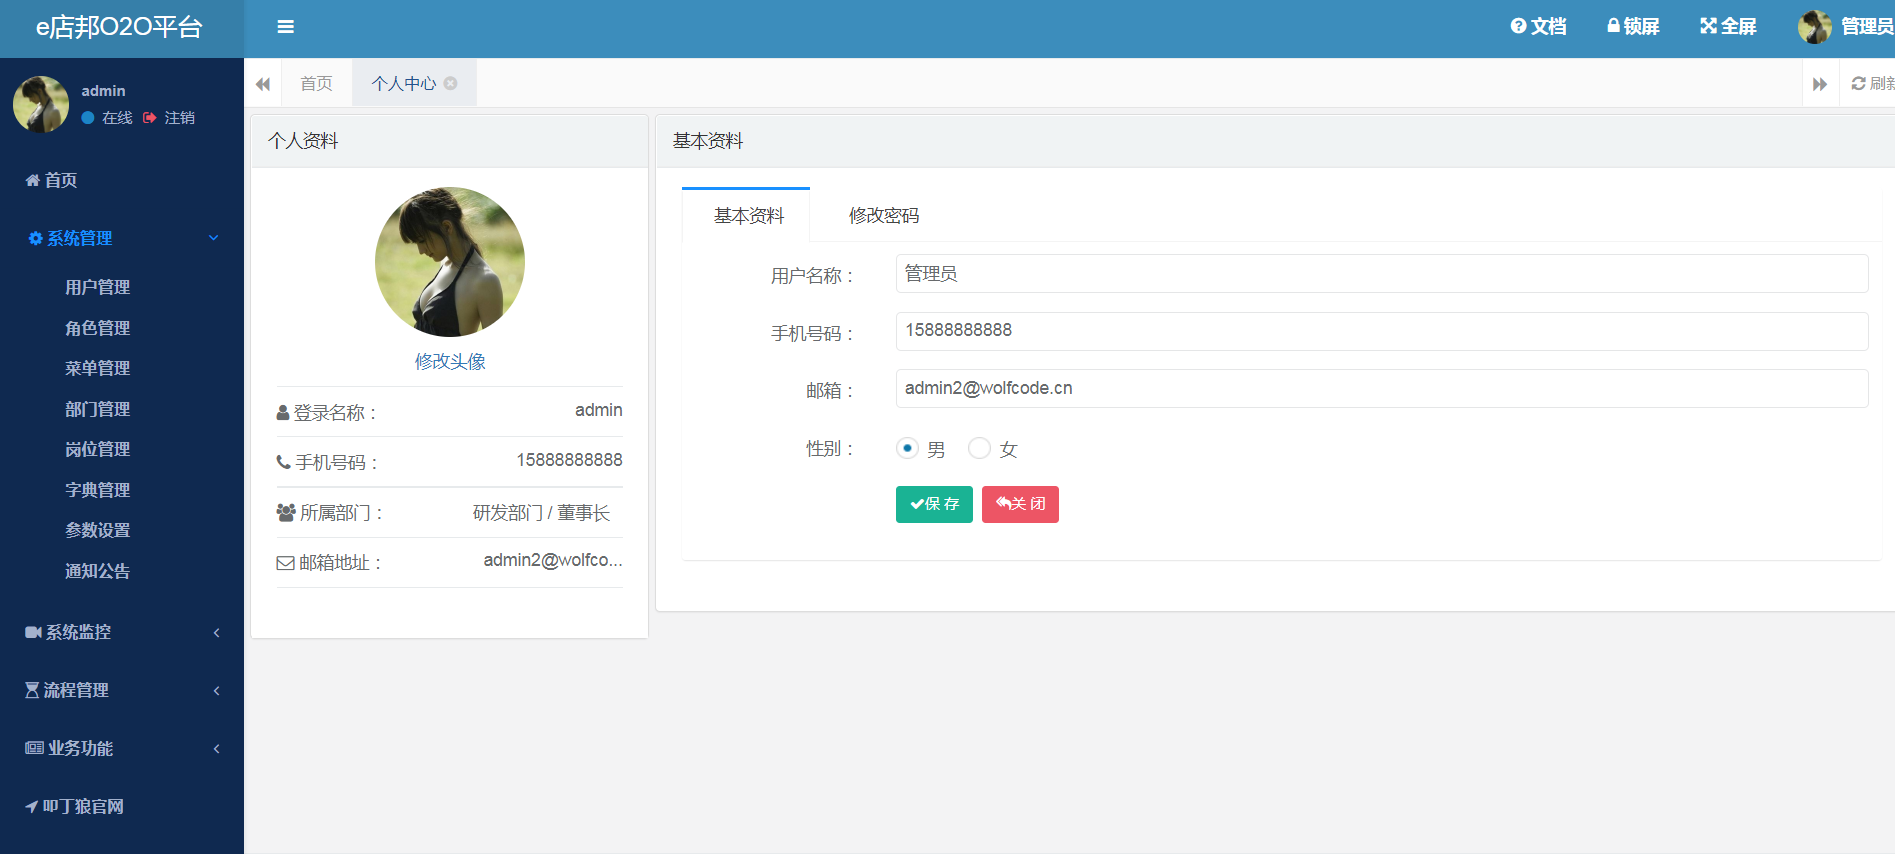 e店邦O2O平台
文档 锁屏 全屏 管理员
admin
在线 注销
首页
系统管理
用户管理
角色管理
菜单管理
部门管理
岗位管理
字典管理
参数设置
通知公告
系统监控
流程管理
业务功能
叩丁狼官网
首页 个人中心 刷新
个人资料
修改头像
登录名称： admin
手机号码： 15888888888
所属部门： 研发部门 / 董事长
邮箱地址： admin2@wolfco...
基本资料
基本资料 修改密码
用户名称： 管理员
手机号码： 15888888888
邮箱： admin2@wolfcode.cn
性别： 男 女
保 存 关 闭